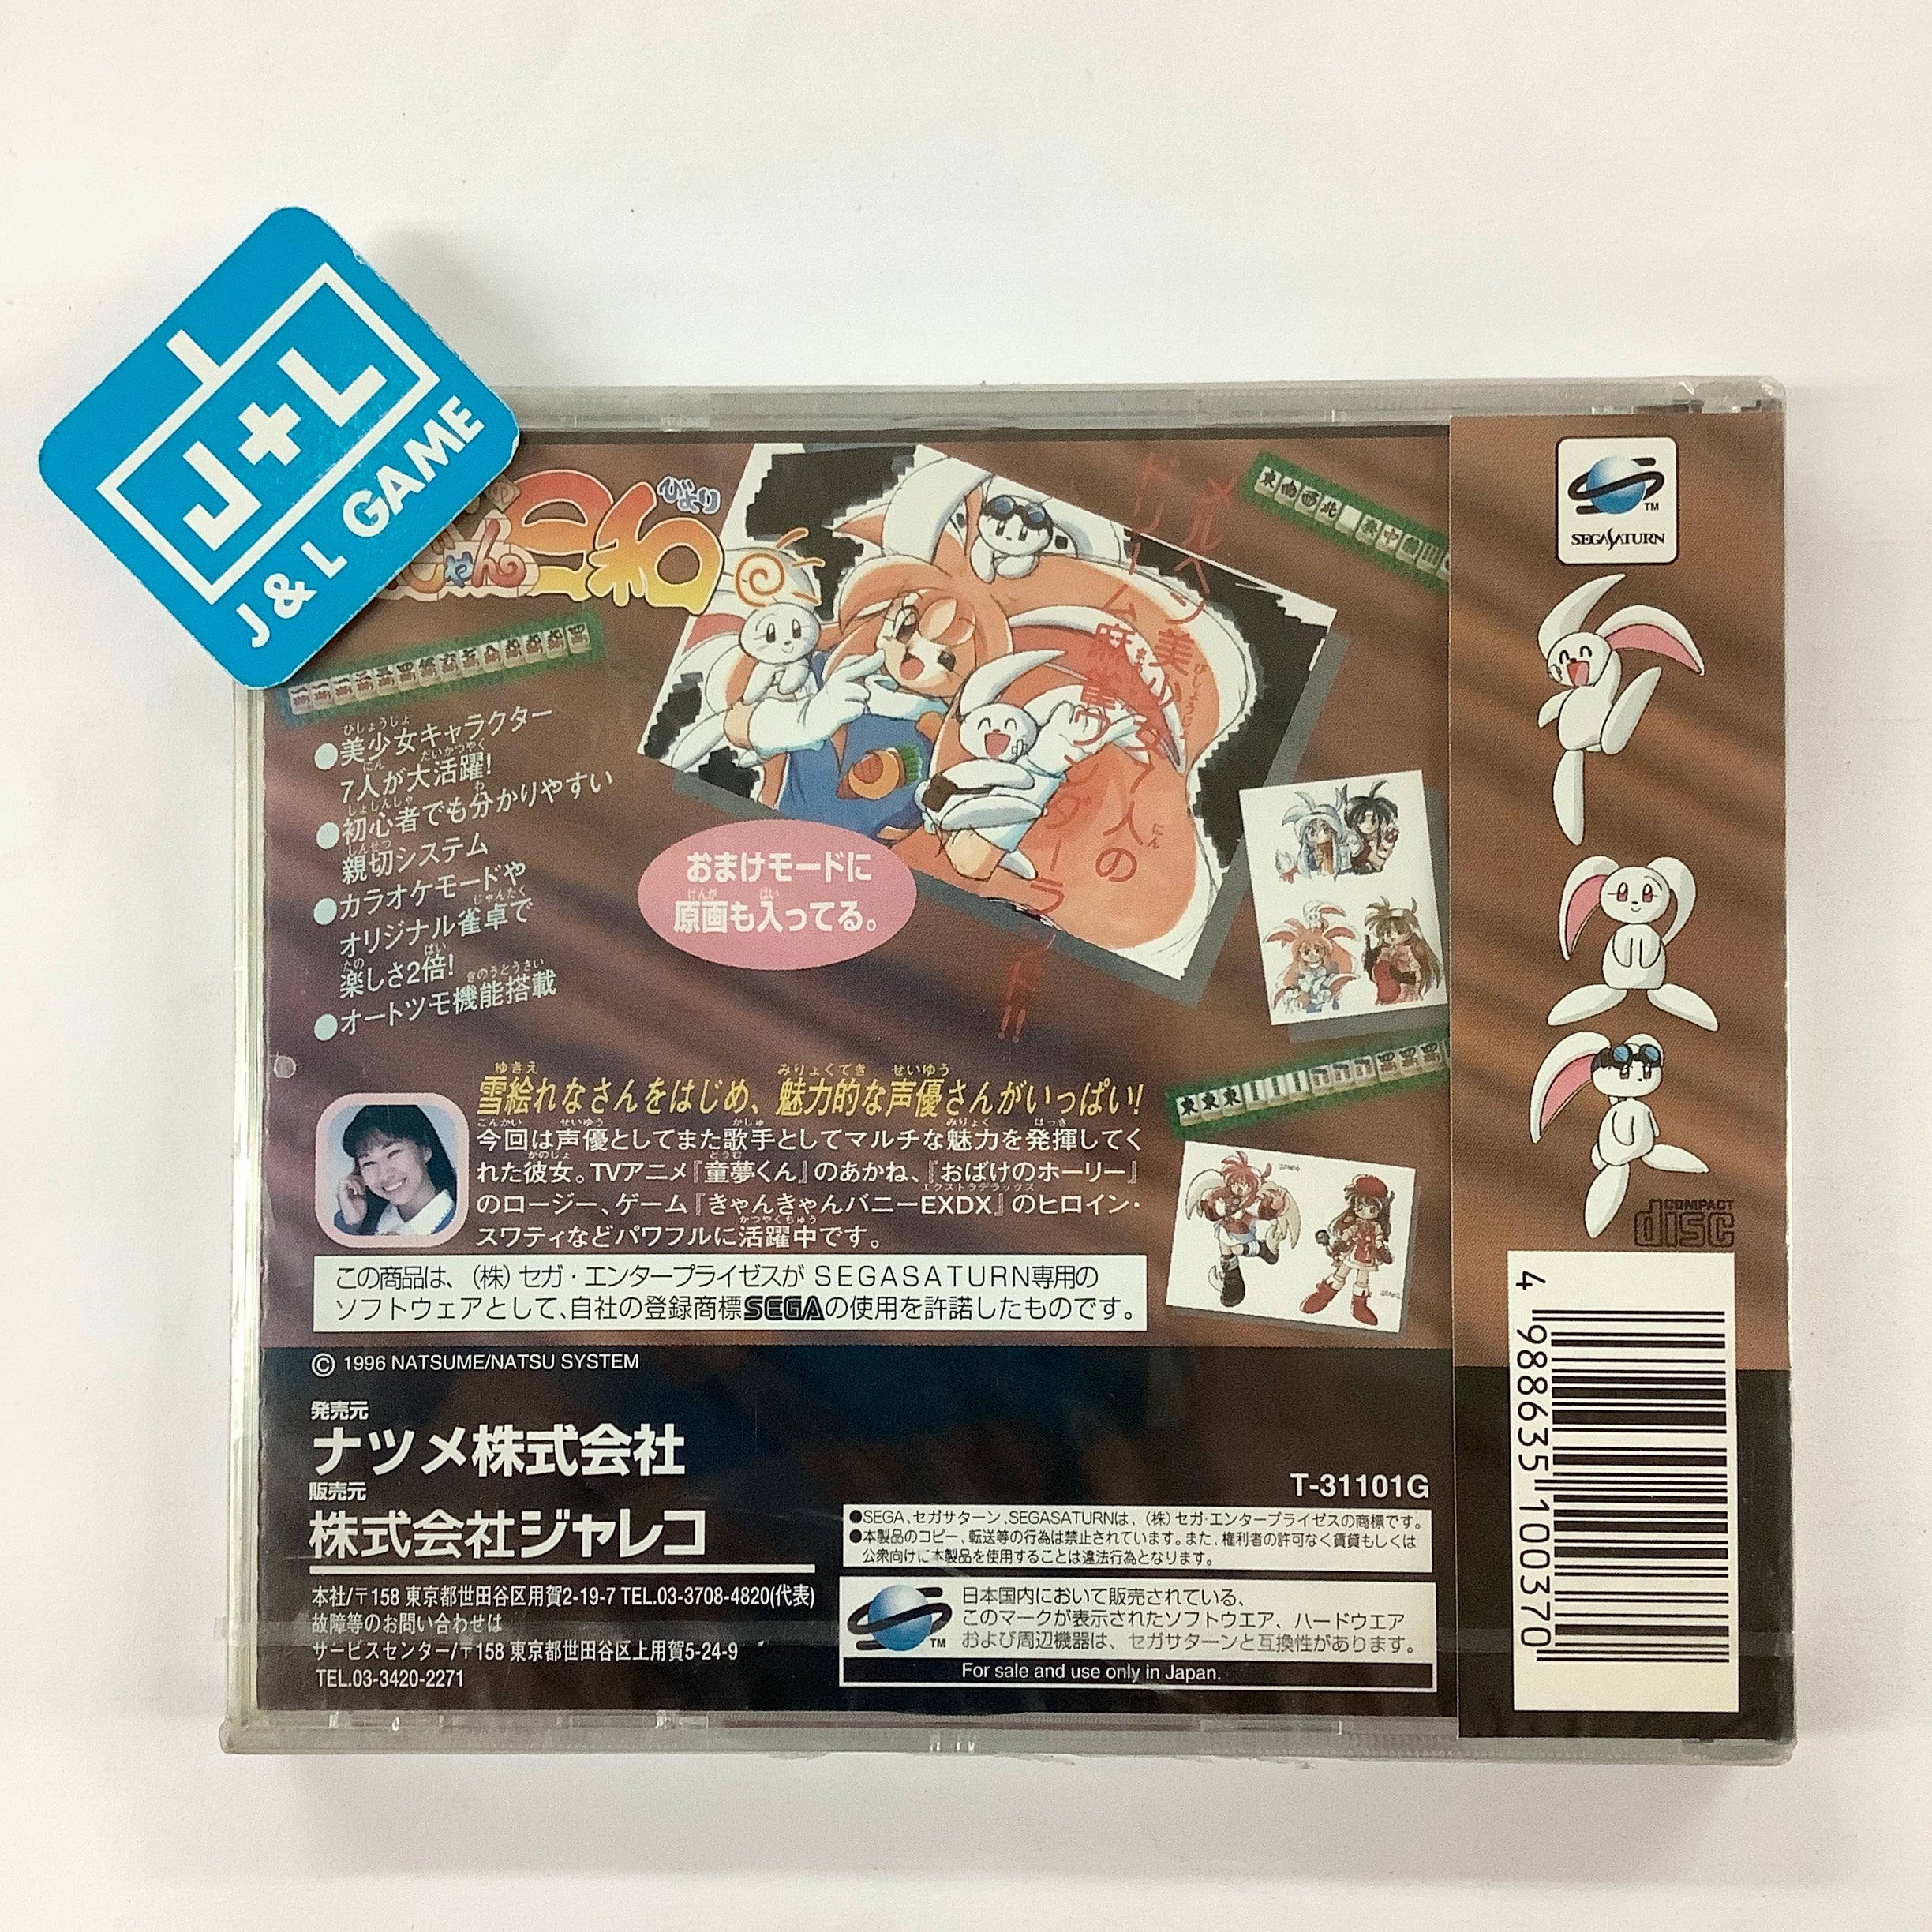 J+L
J & L GAME
びより
日和
じゃん
メルヘン美少女7人の
ドリーム麻雀ワンダーランド!!
東南西北 發中
SEGA SATURN
TM
●美少女キャラクター
7人が大活躍!
●初心者でも分かりやすい
親切システム
●カラオケモードや
オリジナル雀卓で
楽しさ2倍!
●オートツモ機能搭載
おまけモードに
原画も入ってる。
雪絵れなさんをはじめ、魅力的な声優さんがいっぱい!
今回は声優としてまた歌手としてマルチな魅力を発揮してく
れた彼女。TVアニメ『童夢くん』のあかね、『おばけのホーリー』
のロージー、ゲーム『きゃんきゃんバニーEXDX』のヒロイン・
スワティなどパワフルに活躍中です。
東東東
この商品は、(株)セガ・エンタープライゼスが SEGASATURN専用の
ソフトウェアとして、自社の登録商標SEGAの使用を許諾したものです。
© 1996 NATSUME/NATSU SYSTEM
発売元
ナツメ株式会社
販売元
株式会社ジャレコ
本社/〒158 東京都世田谷区用賀2-19-7 TEL.03-3708-4820(代表)
故障等のお問い合わせは
サービスセンター/〒158 東京都世田谷区上用賀5-24-9
TEL.03-3420-2271
T-31101G
●SEGA、セガサターン、SEGASATURNは、(株)セガ・エンタープライゼスの商標です。
●本製品のコピー、転送等の行為は禁止されています。また、権利者の許可なく賃貸もしくは
公衆向けに本製品を使用することは違法行為となります。
TM
日本国内において販売されている、
このマークが表示されたソフトウエア、ハードウエア
および周辺機器は、セガサターンと互換性があります。
For sale and use only in Japan.
COMPACT
disc
4 988635 100370